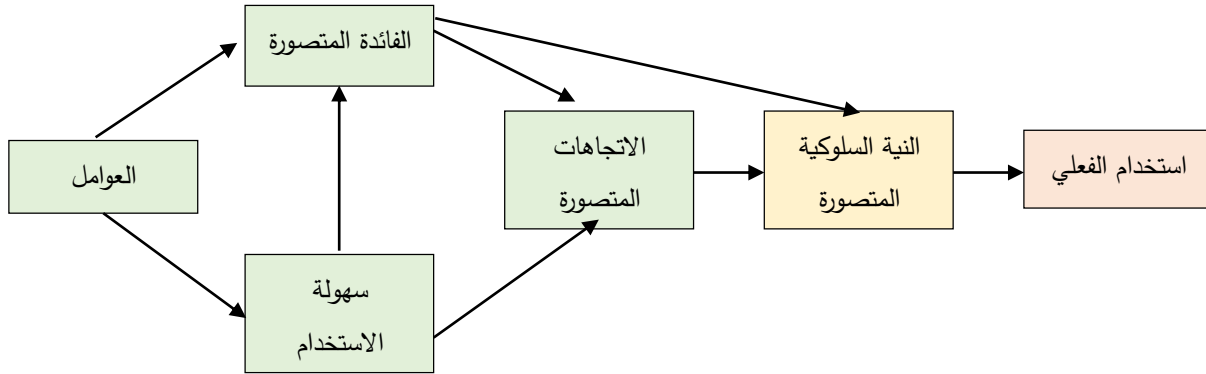 الفائدة المتصورة
العوامل
سهولة
الاستخدام
الاتجاهات
المتصورة
النية السلوكية
المتصورة
استخدام الفعلي